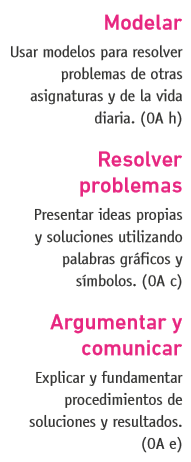 Modelar
Usar modelos para resolver
problemas de otras
asignaturas y de la vida
diaria. (OA h)
Resolver
problemas
Presentar ideas propias
y soluciones utilizando
palabras gráficos y
símbolos. (OA c)
Argumentar y
comunicar
Explicar y fundamentar
procedimientos de
soluciones y resultados.
(OA e)